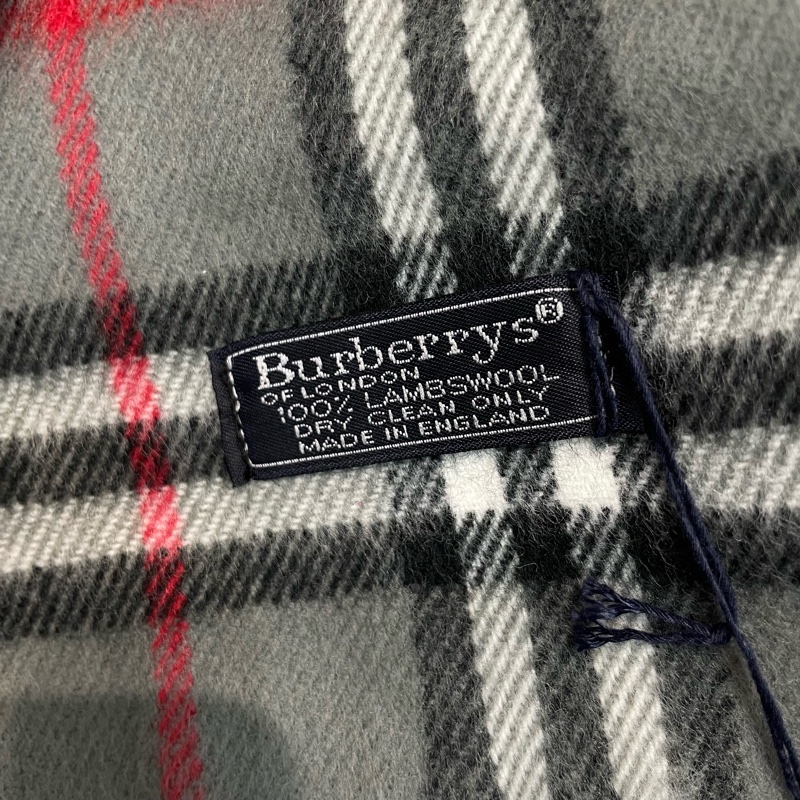 Burberrys®
OF LONDON
100% LAMBSWOOL
DRY CLEAN ONLY
MADE IN ENGLAND